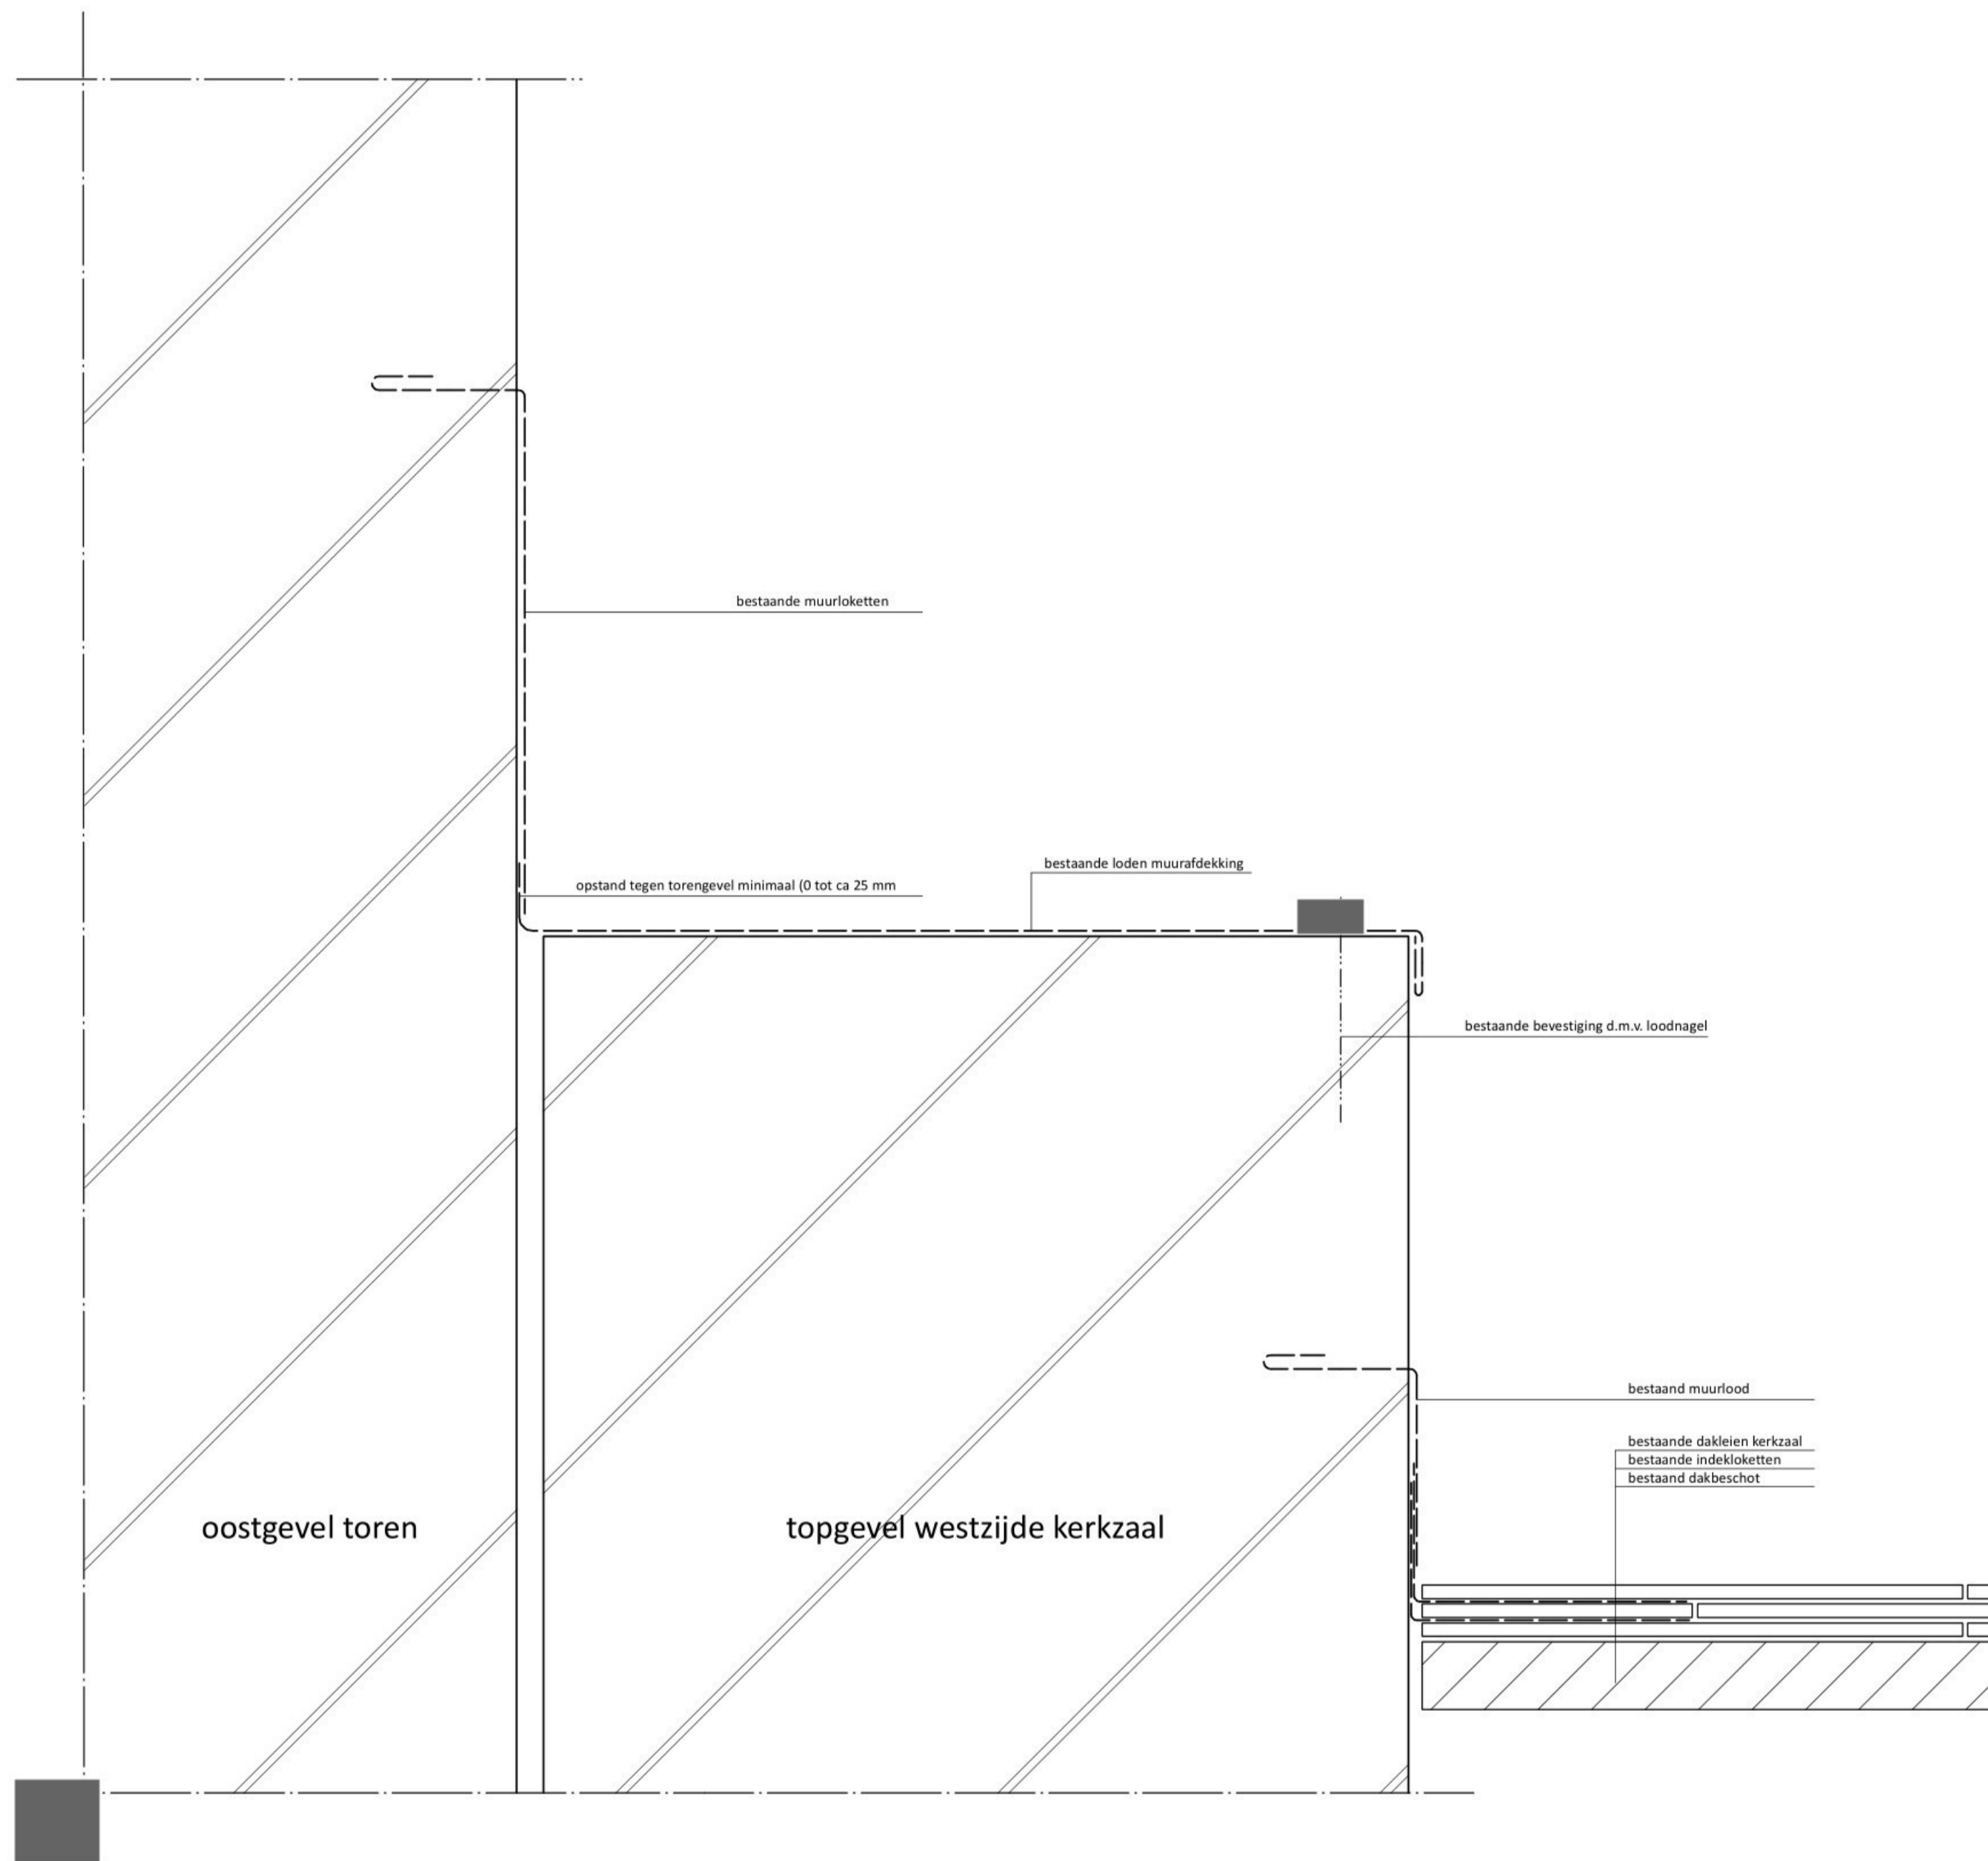 bestaande muurloketten
bestaande loden muurafdekking
opstand tegen torengevel minimaal (0 tot ca 25 mm
bestaande bevestiging d.m.v. loodnagel
bestaand muurlood
bestaande dakleien kerkzaal
bestaande indekloketten
bestaand dakbeschot
oostgevel toren
topgevel westzijde kerkzaal